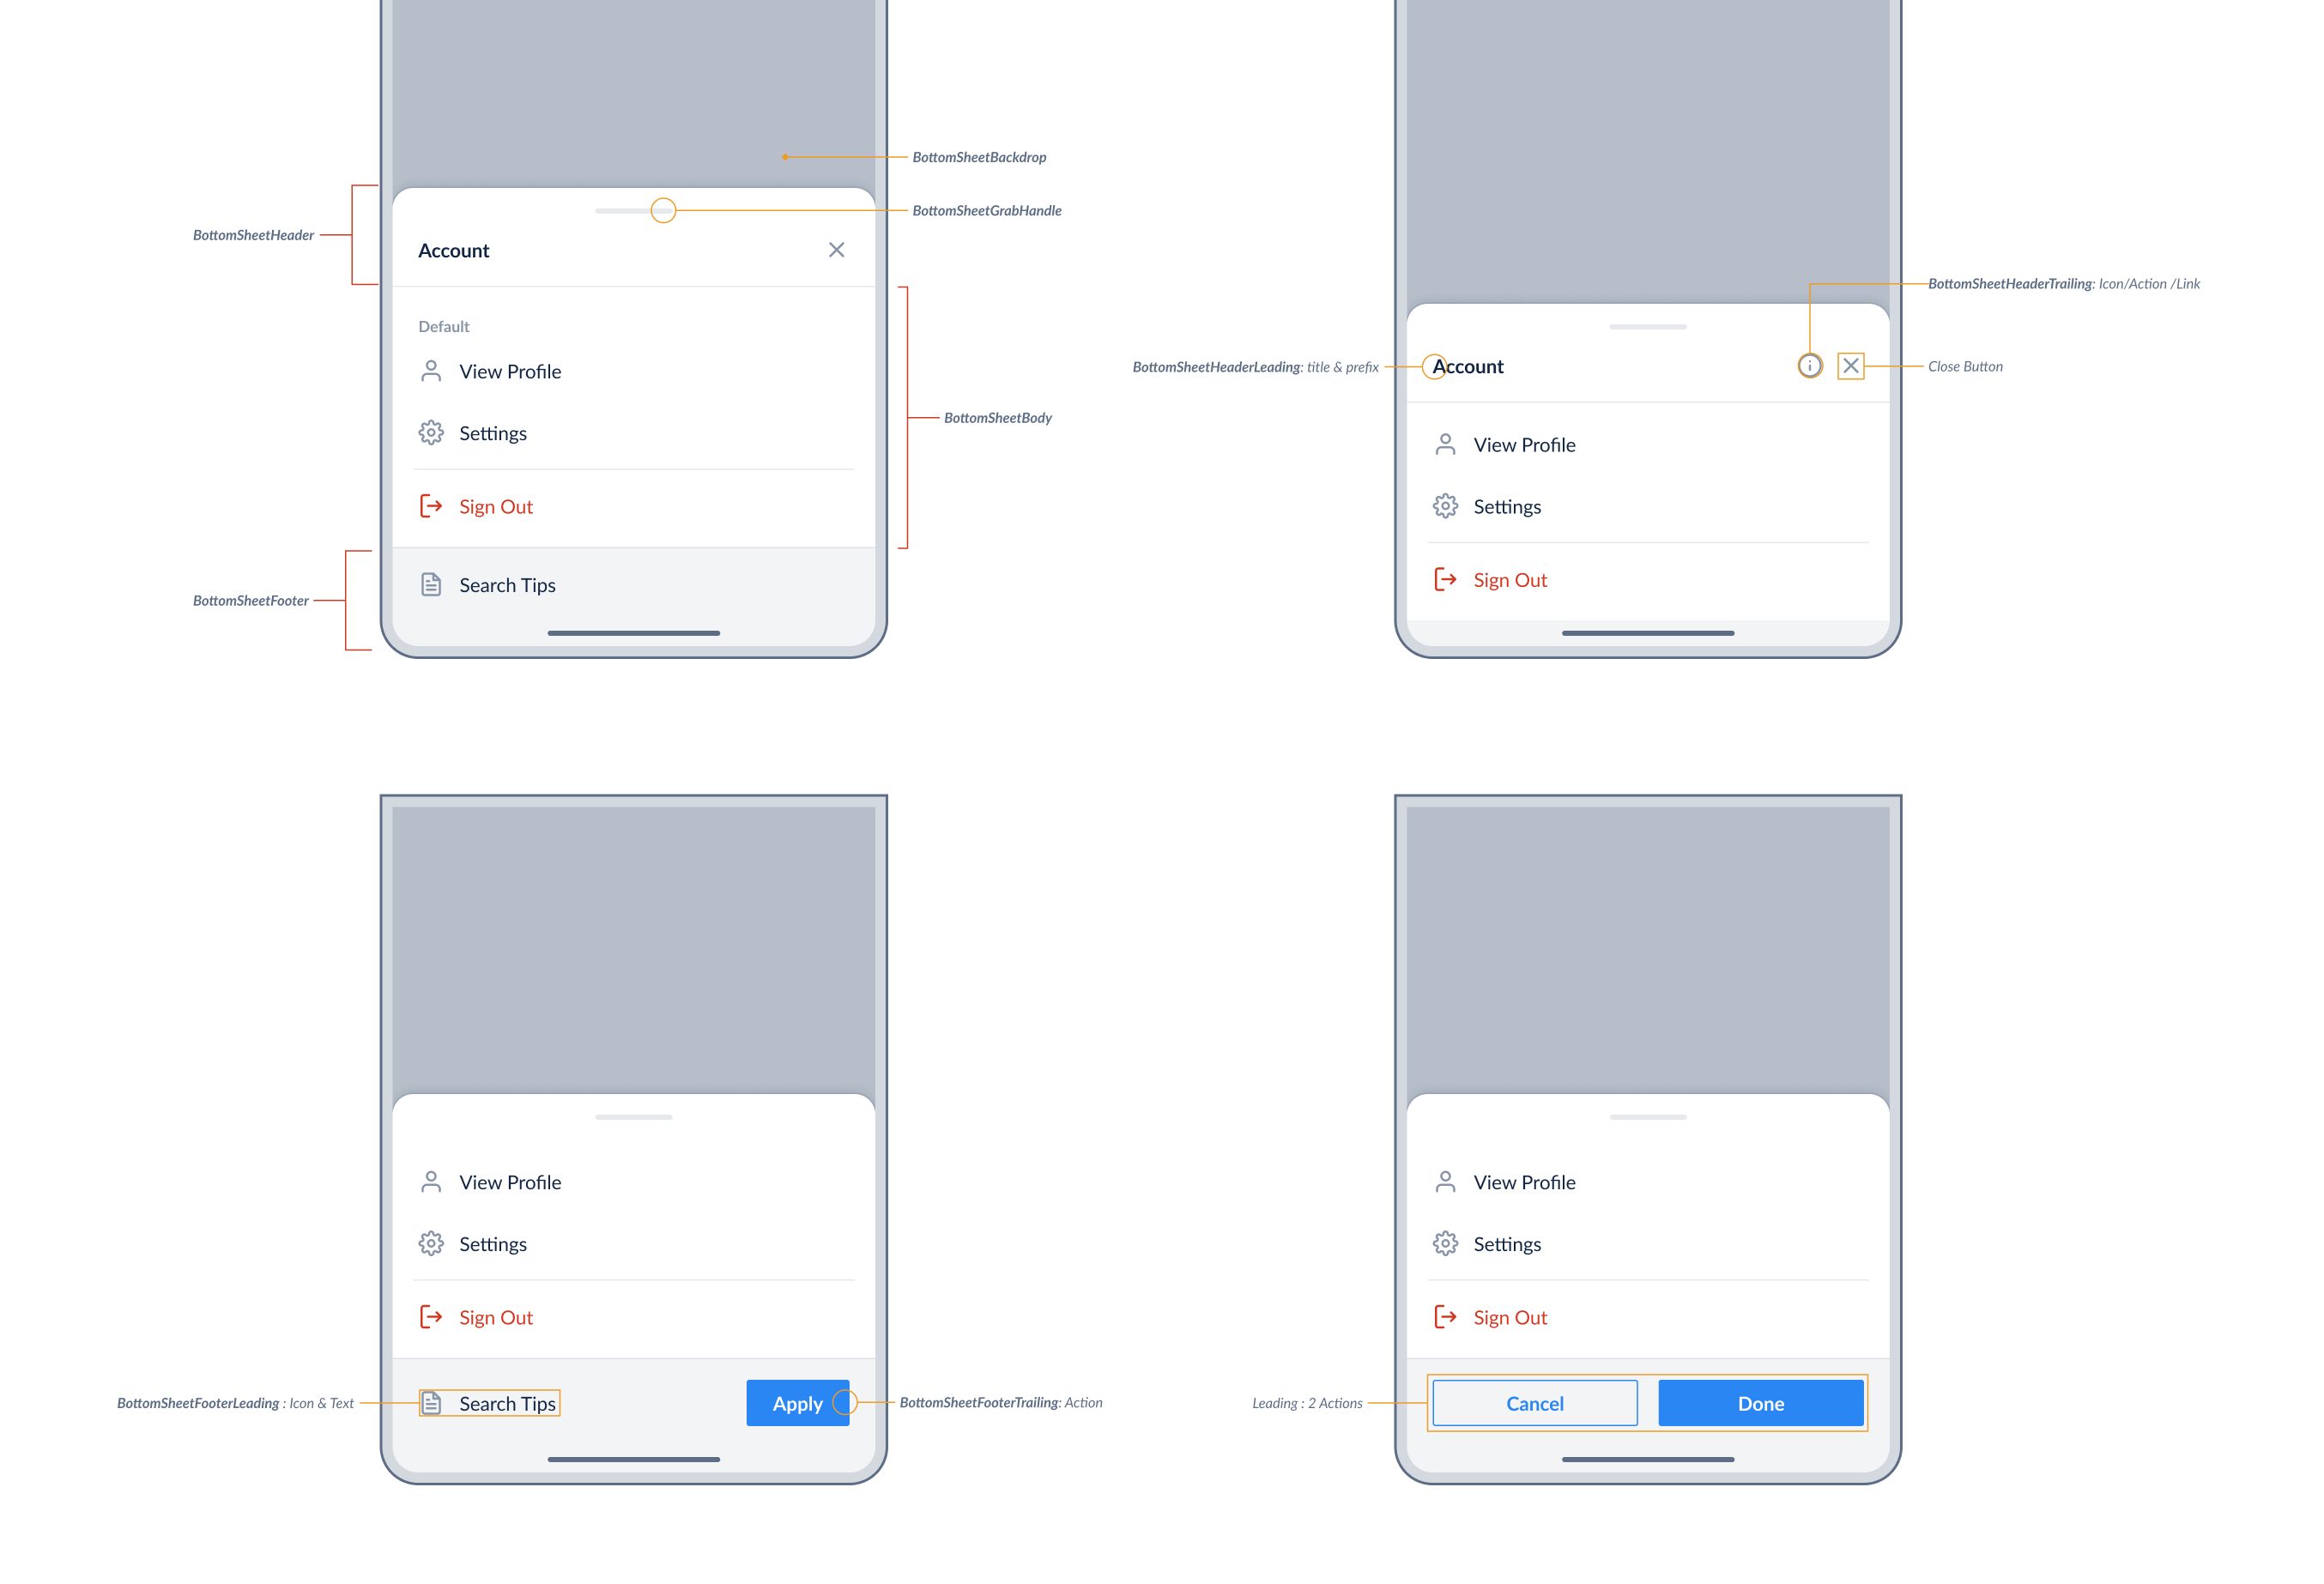 BottomSheetBackdrop
BottomSheetGrabHandle
BottomSheetHeader
Account
Default
View Profile
Settings
BottomSheetBody
Sign Out
Search Tips
BottomSheetFooter
BottomSheetHeaderTrailing: Icon/Action /Link
BottomSheetHeaderLeading: title & prefix
Account
Close Button
View Profile
Settings
Sign Out
View Profile
Settings
Sign Out
BottomSheetFooterLeading : Icon & Text
Search Tips
Apply
BottomSheetFooterTrailing: Action
View Profile
Settings
Sign Out
Leading : 2 Actions
Cancel
Done